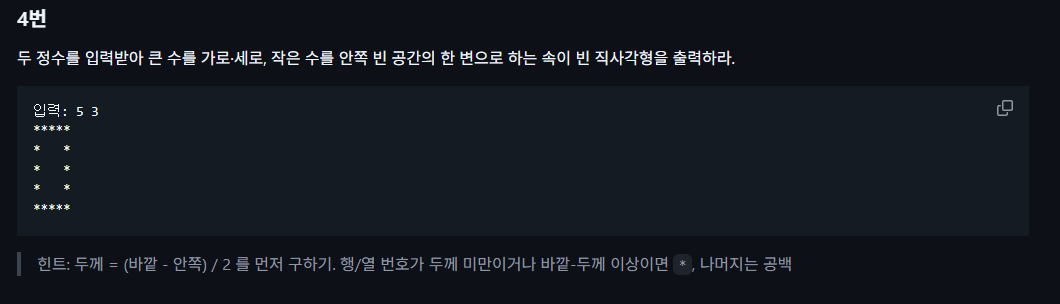 4번
두 정수를 입력받아 큰 수를 가로·세로, 작은 수를 안쪽 빈 공간의 한 변으로 하는 속이 빈 직사각형을 출력하라.
입력: 5 3
*****
*   *
*   *
*   *
*****
힌트: 두께 = (바깥 - 안쪽) / 2 를 먼저 구하기. 행/열 번호가 두께 미만이거나 바깥-두께 이상이면 *, 나머지는 공백